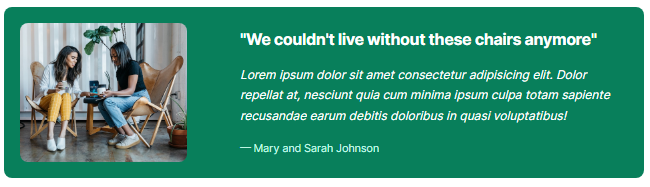 "We couldn't live without these chairs anymore"
Lorem ipsum dolor sit amet consectetur adipisicing elit. Dolor
repellat at, nesciunt quia cum minima ipsum culpa totam sapiente
recusandae earum debitis doloribus in quasi voluptatibus!
— Mary and Sarah Johnson